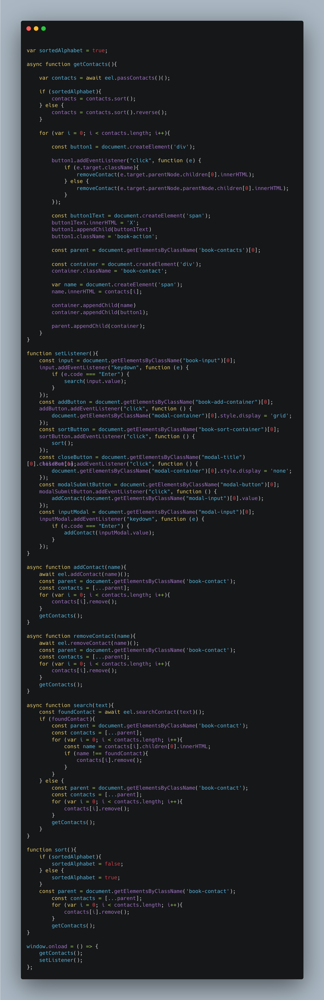 var sortedAlphabet = true;

async function getContacts(){

    var contacts = await eel.passContacts()();

    if (sortedAlphabet){
        contacts = contacts.sort();
    } else {
        contacts = contacts.sort().reverse();
    }

    for (var i = 0; i < contacts.length; i++){

        const button1 = document.createElement('div');

        button1.addEventListener("click", function (e) {
            if (e.target.className){
                removeContact(e.target.parentNode.children[0].innerHTML);
            } else {
                removeContact(e.target.parentNode.parentNode.children[0].innerHTML);
            }
        });

        const button1Text = document.createElement('span');
        button1Text.innerHTML = 'X';
        button1.appendChild(button1Text)
        button1.className = 'book-action';

        const parent = document.getElementsByClassName('book-contacts')[0];

        const container = document.createElement('div');
        container.className = 'book-contact';

        var name = document.createElement('span');
        name.innerHTML = contacts[i];

        container.appendChild(name)
        container.appendChild(button1);

        parent.appendChild(container);
    }
}

function setListener(){
    const input = document.getElementsByClassName("book-input")[0];
    input.addEventListener("keydown", function (e) {
        if (e.code === "Enter") {
            search(input.value);
        }
    });
    const addButton = document.getElementsByClassName("book-add-container")[0];
    addButton.addEventListener("click", function () {
        document.getElementsByClassName("modal-container")[0].style.display = 'grid';
    });
    const sortButton = document.getElementsByClassName("book-sort-container")[0];
    sortButton.addEventListener("click", function () {
        sort();
    });
    const closeButton = document.getElementsByClassName("modal-title")
[0].children[1];
    closeButton.addEventListener("click", function () {
        document.getElementsByClassName("modal-container")[0].style.display = 'none';
    });
    const modalSubmitButton = document.getElementsByClassName("modal-button")[0];
    modalSubmitButton.addEventListener("click", function () {
        addContact(document.getElementsByClassName("modal-input")[0].value);
    });
    const inputModal = document.getElementsByClassName("modal-input")[0];
    inputModal.addEventListener("keydown", function (e) {
        if (e.code === "Enter") {
            addContact(inputModal.value);
        }
    });
}

async function addContact(name){
    await eel.addContact(name)();
    const parent = document.getElementsByClassName('book-contact');
    const contacts = [...parent];
    for (var i = 0; i < contacts.length; i++){
        contacts[i].remove();
    }
    getContacts();
}

async function removeContact(name){
    await eel.removeContact(name)();
    const parent = document.getElementsByClassName('book-contact');
    const contacts = [...parent];
    for (var i = 0; i < contacts.length; i++){
        contacts[i].remove();
    }
    getContacts();
}

async function search(text){
    const foundContact = await eel.searchContact(text)();
    if (foundContact){
        const parent = document.getElementsByClassName('book-contact');
        const contacts = [...parent];
        for (var i = 0; i < contacts.length; i++){
            const name = contacts[i].children[0].innerHTML;
            if (name !== foundContact){
                contacts[i].remove();
            }
        }
    } else {
        const parent = document.getElementsByClassName('book-contact');
        const contacts = [...parent];
        for (var i = 0; i < contacts.length; i++){
            contacts[i].remove();
        }
        getContacts();
    }
}

function sort(){
    if (sortedAlphabet){
        sortedAlphabet = false;
    } else {
        sortedAlphabet = true;
    }
    const parent = document.getElementsByClassName('book-contact');
        const contacts = [...parent];
        for (var i = 0; i < contacts.length; i++){
            contacts[i].remove();
        }
        getContacts();
}

window.onload = () => {
    getContacts();
    setListener();
};